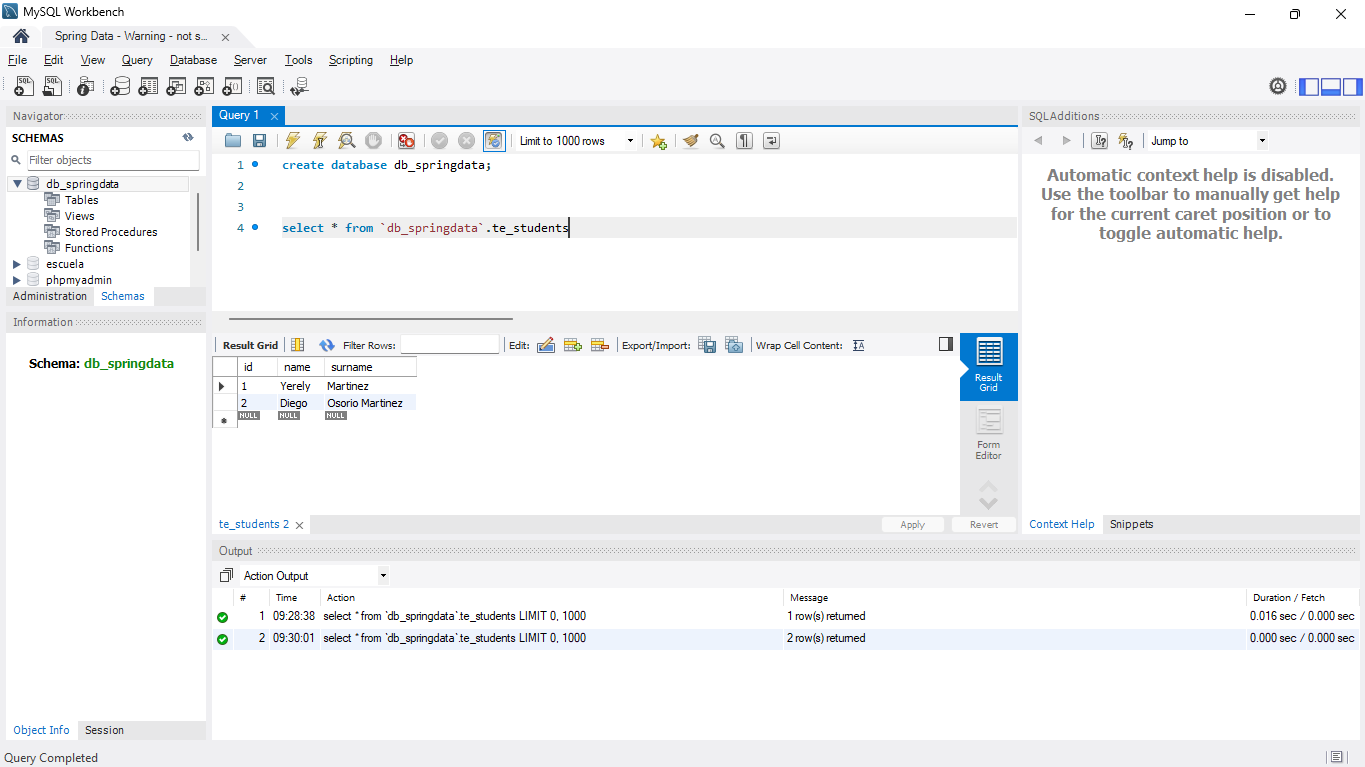 MySQL Workbench
Spring Data - Warning - not s...
File Edit View Query Database Server Tools Scripting Help
Navigator
SCHEMAS
Filter objects
db_springdata
Tables
Views
Stored Procedures
Functions
escuela
phpmyadmin
Administration Schemas
Information
Schema: db_springdata
Object Info Session
Query 1
Limit to 1000 rows
1 create database db_springdata;
2
3
4 select * from `db_springdata`.te_students
Result Grid Filter Rows: Edit: Export/Import: Wrap Cell Content:
id name surname
1 Yerely Martinez
2 Diego Osorio Martinez
NULL NULL NULL
Result
Grid
Form
Editor
te_students 2 Apply Revert
SQLAdditions
Jump to
Automatic context help is disabled.
Use the toolbar to manually get help
for the current caret position or to
toggle automatic help.
Context Help Snippets
Output
Action Output
# Time Action Message Duration / Fetch
1 09:28:38 select * from `db_springdata`.te_students LIMIT 0, 1000 1 row(s) returned 0.016 sec / 0.000 sec
2 09:30:01 select * from `db_springdata`.te_students LIMIT 0, 1000 2 row(s) returned 0.000 sec / 0.000 sec
Query Completed